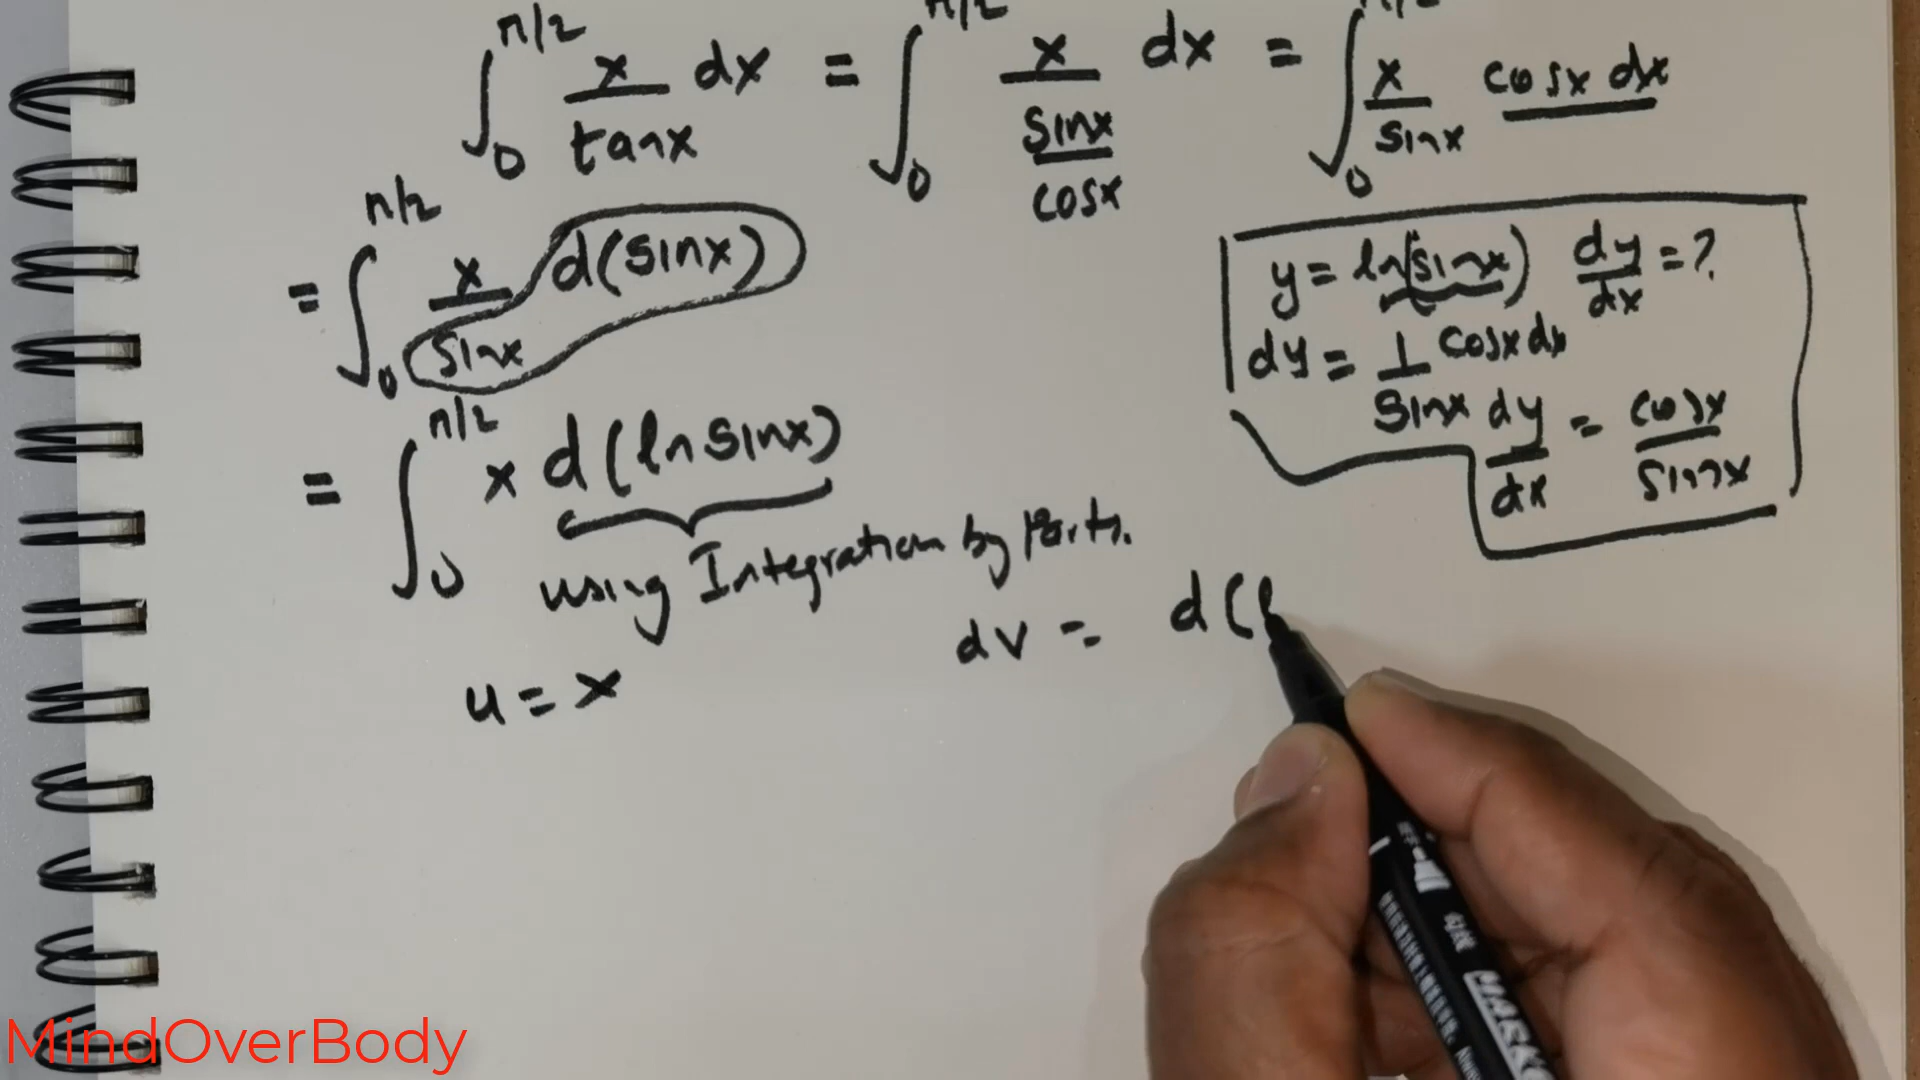 ∫₀^π/2 x/tanx dx = ∫₀^π/2 x/(sinx/cosx) dx = ∫₀^π/2 x/sinx cosx dx
= ∫₀^π/2 x/sinx d(sinx)
= ∫₀^π/2 x d(ln sinx)
using Integration by Parts.
u = x
dv = d(l
y = ln(sinx) dy/dx = ?
dy = 1/sinx cosx dx
dy/dx = cosx/sinx
MindOverBody